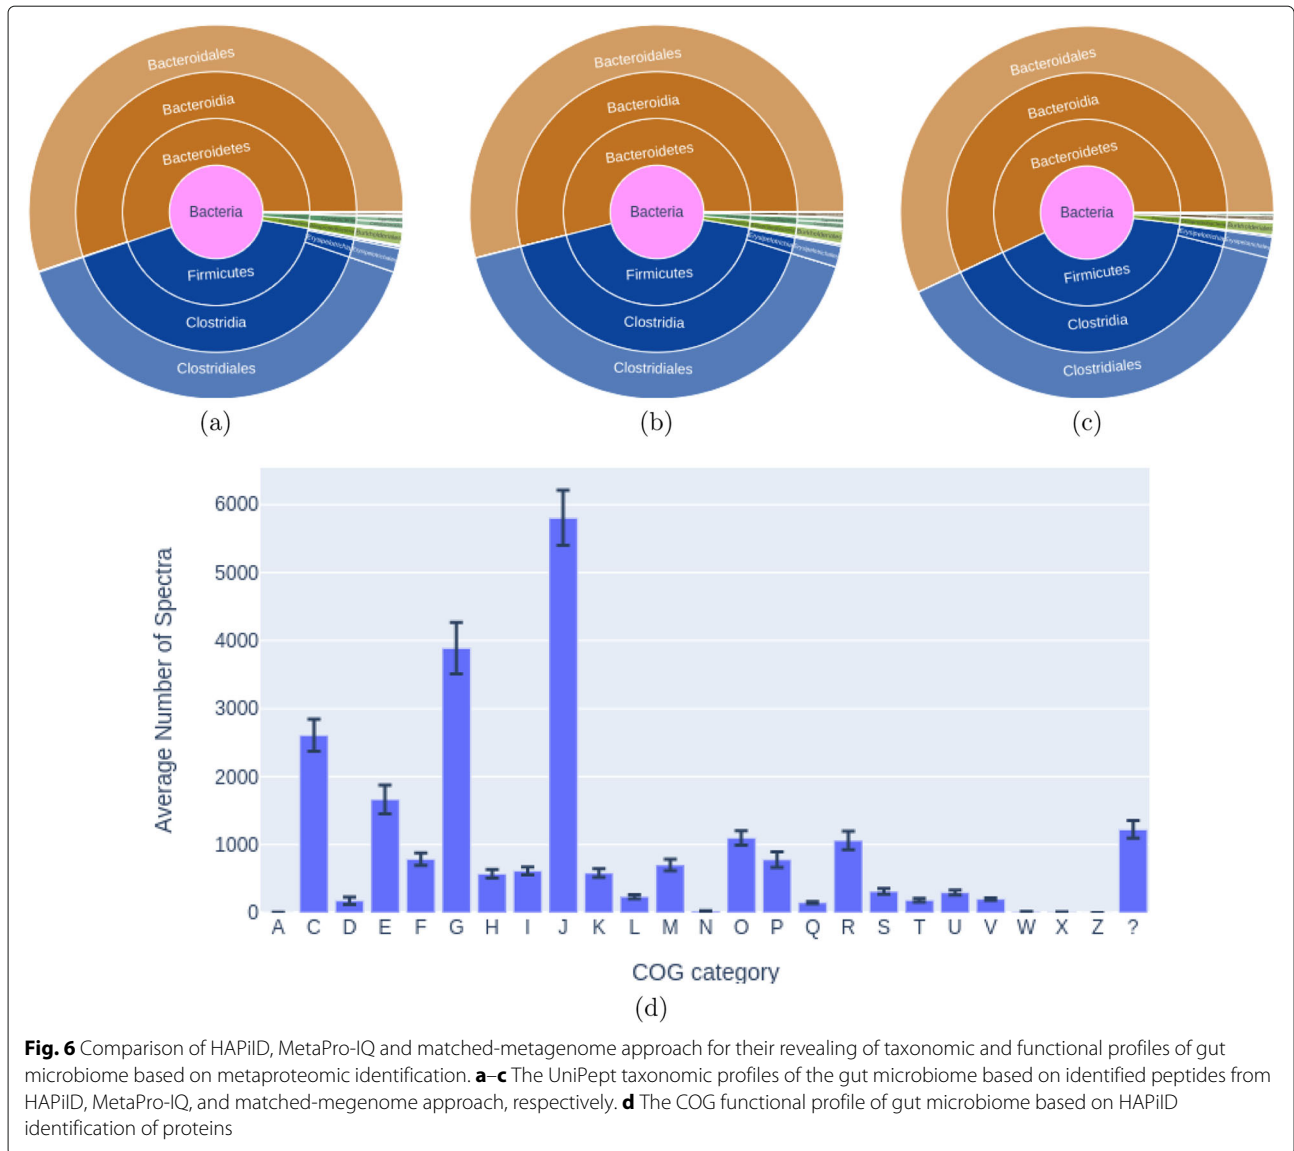 Bacteroidales
Bacteroidia
Bacteroidetes
Bacteria
Firmicutes
Clostridia
Clostridiales
(a)
Bacteroidales
Bacteroidia
Bacteroidetes
Bacteria
Firmicutes
Clostridia
Clostridiales
(b)
Bacteroidales
Bacteroidia
Bacteroidetes
Bacteria
Firmicutes
Clostridia
Clostridiales
(c)
Average Number of Spectra
6000
5000
4000
3000
2000
1000
0
A C D E F G H I J K L M N O P Q R S T U V W X Z ?
COG category
(d)
Fig. 6 Comparison of HAPiID, MetaPro-IQ and matched-metagenome approach for their revealing of taxonomic and functional profiles of gut
microbiome based on metaproteomic identification. a–c The UniPept taxonomic profiles of the gut microbiome based on identified peptides from
HAPiID, MetaPro-IQ, and matched-megenome approach, respectively. d The COG functional profile of gut microbiome based on HAPiID
identification of proteins